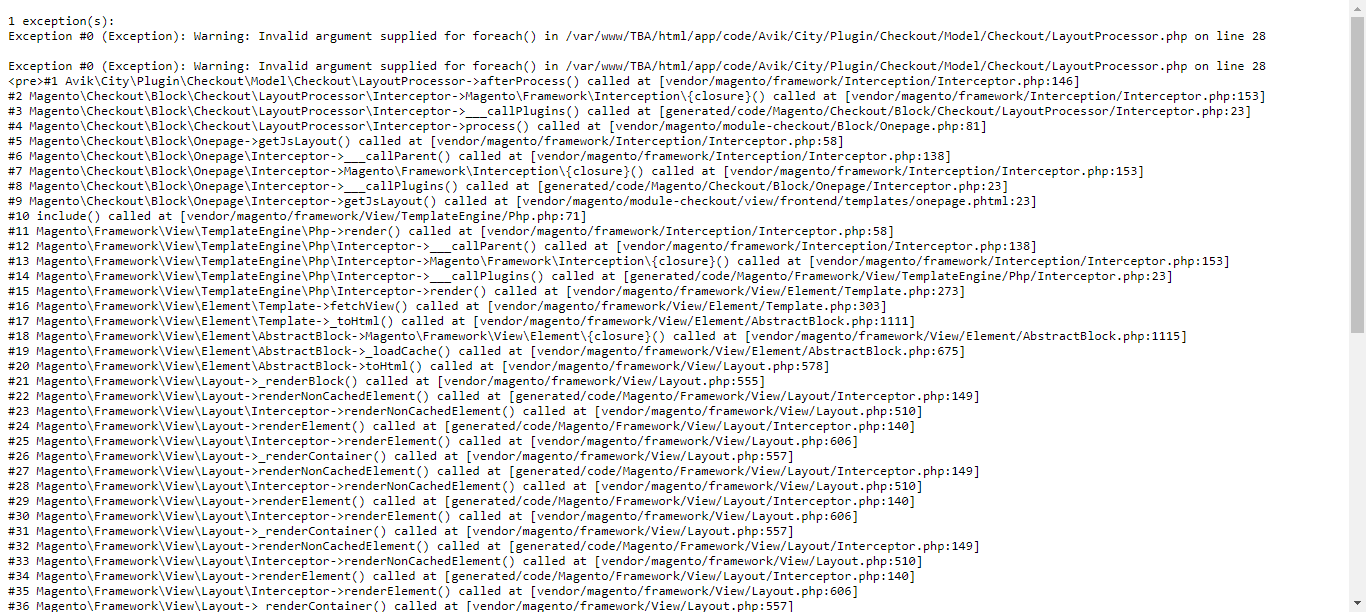 1 exception(s):
Exception #0 (Exception): Warning: Invalid argument supplied for foreach() in /var/www/TBA/html/app/code/Avik/City/Plugin/Checkout/Model/Checkout/LayoutProcessor.php on line 28
Exception #0 (Exception): Warning: Invalid argument supplied for foreach() in /var/www/TBA/html/app/code/Avik/City/Plugin/Checkout/Model/Checkout/LayoutProcessor.php on line 28
<pre>#1 Avik\City\Plugin\Checkout\Model\Checkout\LayoutProcessor->afterProcess() called at [vendor/magento/framework/Interception/Interceptor.php:146]
#2 Magento\Checkout\Block\Checkout\LayoutProcessor\Interceptor->Magento\Framework\Interception\{closure}() called at [vendor/magento/framework/Interception/Interceptor.php:153]
#3 Magento\Checkout\Block\Checkout\LayoutProcessor\Interceptor->___callPlugins() called at [generated/code/Magento/Checkout/Block/Checkout/LayoutProcessor/Interceptor.php:23]
#4 Magento\Checkout\Block\Checkout\LayoutProcessor\Interceptor->process() called at [vendor/magento/module-checkout/Block/Onepage.php:81]
#5 Magento\Checkout\Block\Onepage->getJsLayout() called at [vendor/magento/framework/Interception/Interceptor.php:58]
#6 Magento\Checkout\Block\Onepage\Interceptor->___callParent() called at [vendor/magento/framework/Interception/Interceptor.php:138]
#7 Magento\Checkout\Block\Onepage\Interceptor->Magento\Framework\Interception\{closure}() called at [vendor/magento/framework/Interception/Interceptor.php:153]
#8 Magento\Checkout\Block\Onepage\Interceptor->___callPlugins() called at [generated/code/Magento/Checkout/Block/Onepage/Interceptor.php:23]
#9 Magento\Checkout\Block\Onepage\Interceptor->getJsLayout() called at [vendor/magento/module-checkout/view/frontend/templates/onepage.phtml:23]
#10 include() called at [vendor/magento/framework/View/TemplateEngine/Php.php:71]
#11 Magento\Framework\View\TemplateEngine\Php->render() called at [vendor/magento/framework/Interception/Interceptor.php:58]
#12 Magento\Framework\View\TemplateEngine\Php\Interceptor->___callParent() called at [vendor/magento/framework/Interception/Interceptor.php:138]
#13 Magento\Framework\View\TemplateEngine\Php\Interceptor->Magento\Framework\Interception\{closure}() called at [vendor/magento/framework/Interception/Interceptor.php:153]
#14 Magento\Framework\View\TemplateEngine\Php\Interceptor->___callPlugins() called at [generated/code/Magento/Framework/View/TemplateEngine/Php/Interceptor.php:23]
#15 Magento\Framework\View\TemplateEngine\Php\Interceptor->render() called at [vendor/magento/framework/View/Element/Template.php:273]
#16 Magento\Framework\View\Element\Template->fetchView() called at [vendor/magento/framework/View/Element/Template.php:303]
#17 Magento\Framework\View\Element\Template->_toHtml() called at [vendor/magento/framework/View/Element/AbstractBlock.php:1111]
#18 Magento\Framework\View\Element\AbstractBlock->Magento\Framework\View\Element\{closure}() called at [vendor/magento/framework/View/Element/AbstractBlock.php:1115]
#19 Magento\Framework\View\Element\AbstractBlock->_loadCache() called at [vendor/magento/framework/View/Element/AbstractBlock.php:675]
#20 Magento\Framework\View\Element\AbstractBlock->toHtml() called at [vendor/magento/framework/View/Layout.php:578]
#21 Magento\Framework\View\Layout->_renderBlock() called at [vendor/magento/framework/View/Layout.php:555]
#22 Magento\Framework\View\Layout->renderNonCachedElement() called at [generated/code/Magento/Framework/View/Layout/Interceptor.php:149]
#23 Magento\Framework\View\Layout\Interceptor->renderNonCachedElement() called at [vendor/magento/framework/View/Layout.php:510]
#24 Magento\Framework\View\Layout->renderElement() called at [generated/code/Magento/Framework/View/Layout/Interceptor.php:140]
#25 Magento\Framework\View\Layout\Interceptor->renderElement() called at [vendor/magento/framework/View/Layout.php:606]
#26 Magento\Framework\View\Layout->_renderContainer() called at [vendor/magento/framework/View/Layout.php:557]
#27 Magento\Framework\View\Layout->renderNonCachedElement() called at [generated/code/Magento/Framework/View/Layout/Interceptor.php:149]
#28 Magento\Framework\View\Layout\Interceptor->renderNonCachedElement() called at [vendor/magento/framework/View/Layout.php:510]
#29 Magento\Framework\View\Layout->renderElement() called at [generated/code/Magento/Framework/View/Layout/Interceptor.php:140]
#30 Magento\Framework\View\Layout\Interceptor->renderElement() called at [vendor/magento/framework/View/Layout.php:606]
#31 Magento\Framework\View\Layout->_renderContainer() called at [vendor/magento/framework/View/Layout.php:557]
#32 Magento\Framework\View\Layout->renderNonCachedElement() called at [generated/code/Magento/Framework/View/Layout/Interceptor.php:149]
#33 Magento\Framework\View\Layout\Interceptor->renderNonCachedElement() called at [vendor/magento/framework/View/Layout.php:510]
#34 Magento\Framework\View\Layout->renderElement() called at [generated/code/Magento/Framework/View/Layout/Interceptor.php:140]
#35 Magento\Framework\View\Layout\Interceptor->renderElement() called at [vendor/magento/framework/View/Layout.php:606]
#36 Magento\Framework\View\Layout->_renderContainer() called at [vendor/magento/framework/View/Layout.php:557]